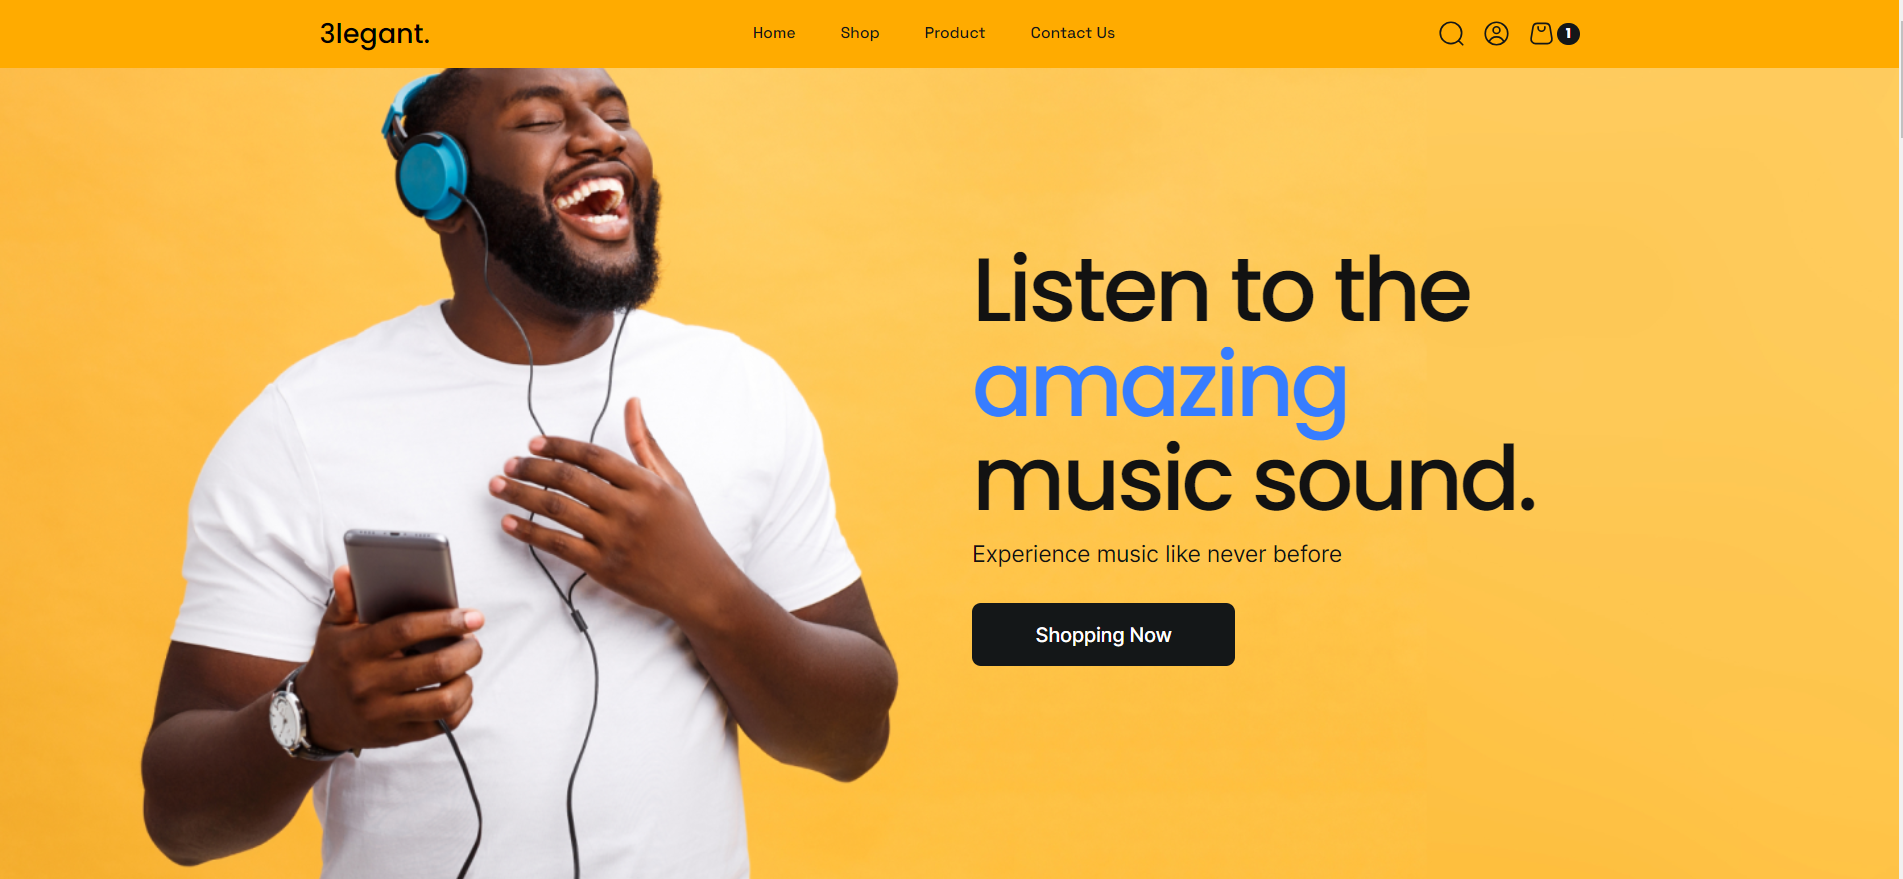 3legant.
Home Shop Product Contact Us
1
Listen to the
amazing
music sound.
Experience music like never before
Shopping Now